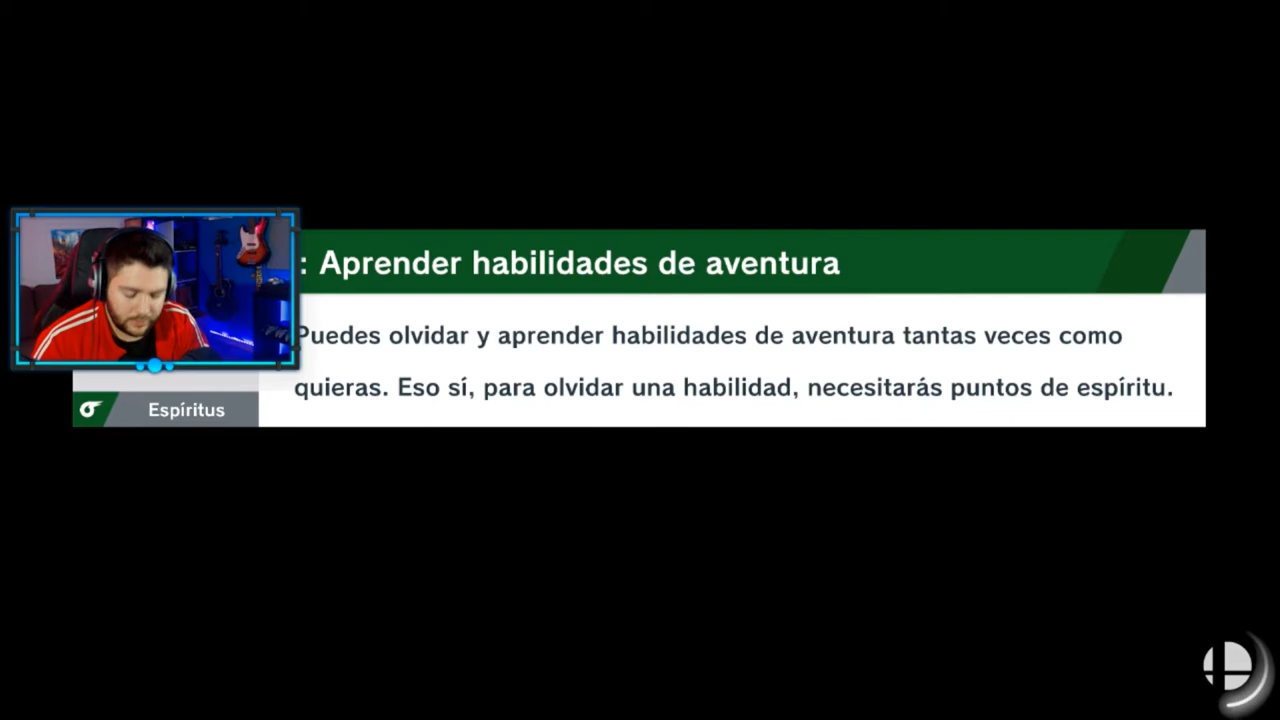 : Aprender habilidades de aventura
Puedes olvidar y aprender habilidades de aventura tantas veces como
quieras. Eso sí, para olvidar una habilidad, necesitarás puntos de espíritu.
Espíritus